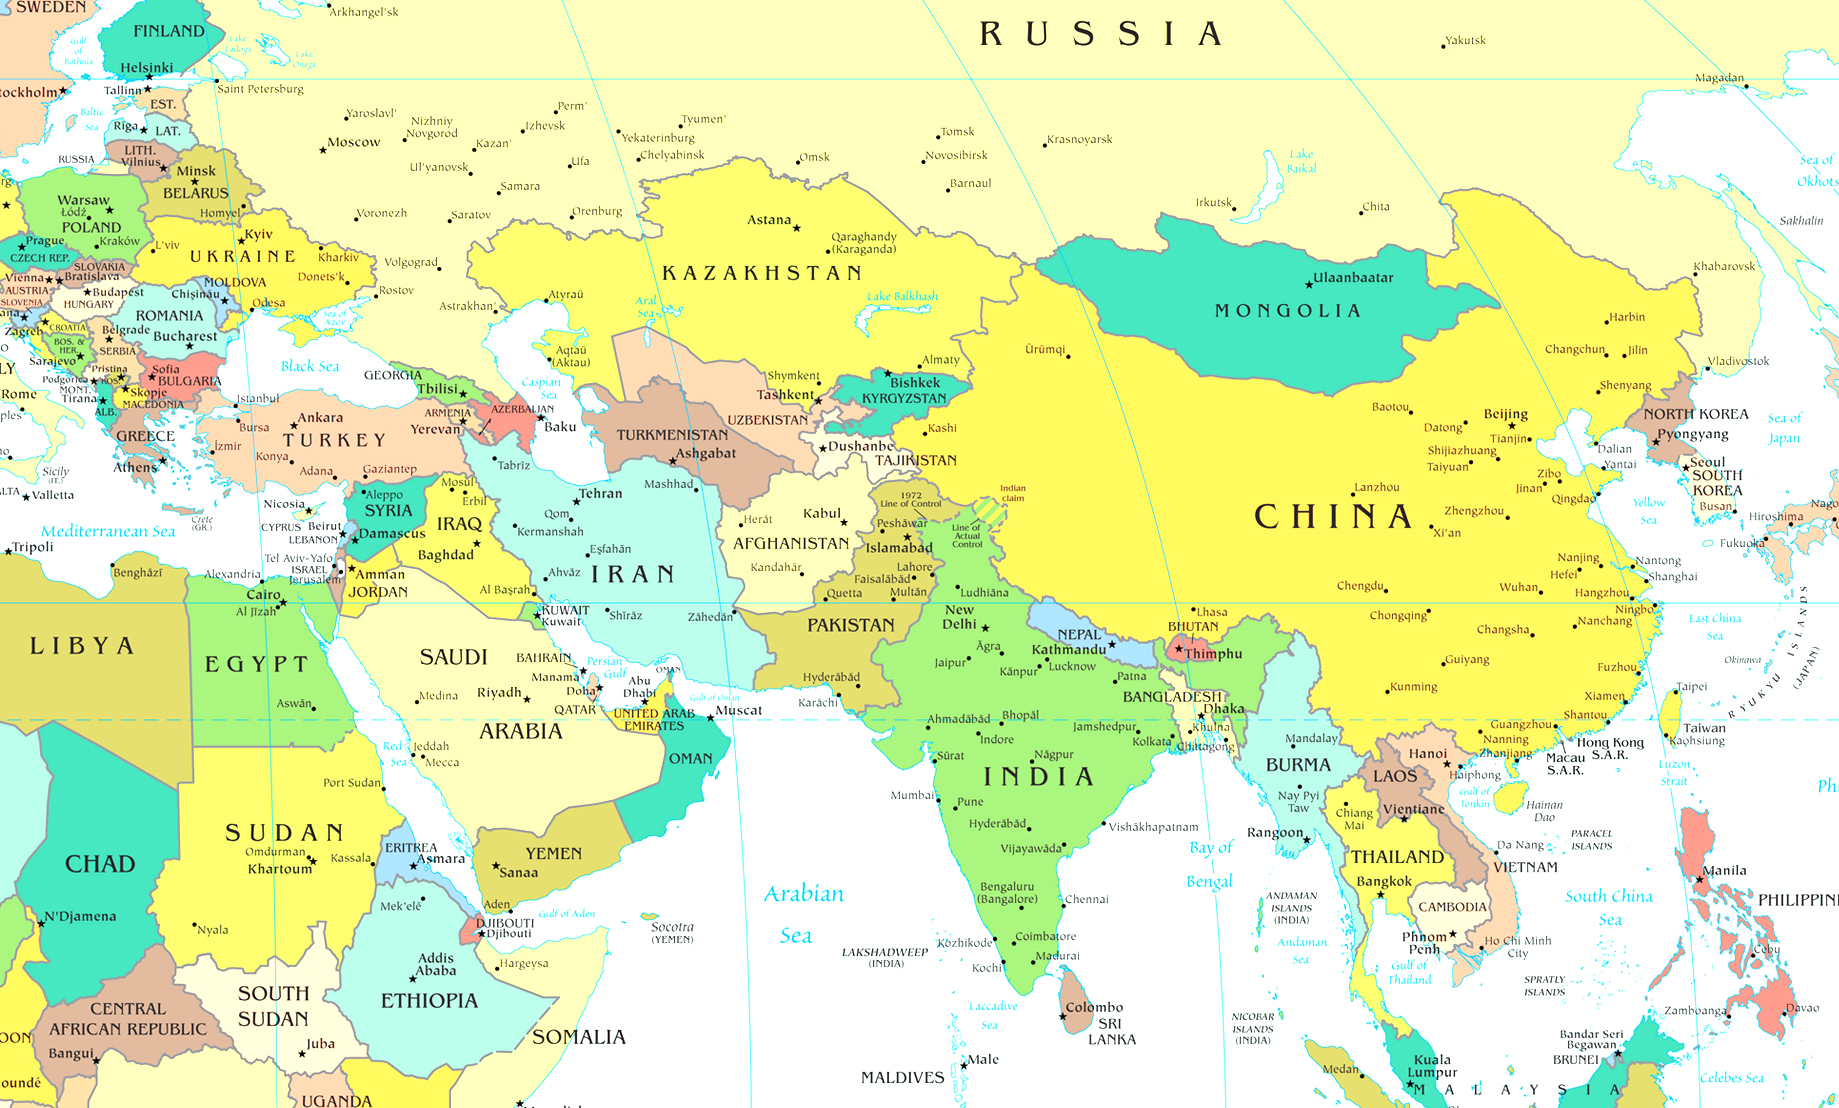 SWEDEN
FINLAND
Arkhangel'sk
RUSSIA
Yakutsk
Gulf
of
Bothnia
Lake
Ladoga
Lake
Onega
Helsinki
Magadan
tockholm
Tallinn
Saint Petersburg
EST.
Baltic
Sea
Rīga
LAT.
Yaroslavl'
Nizhniy
Novgorod
Perm'
Izhevsk
Tyumen'
Yekaterinburg
Tomsk
Krasnoyarsk
Moscow
Kazan'
Chelyabinsk
Omsk
Novosibirsk
Lake
Baikal
Sea of
Okhots
RUSSIA
LITH.
Vilnius
Ul'yanovsk
Ufa
Minsk
BELARUS
Samara
Barnaul
Warsaw
Łódź
POLAND
Homyel'
Voronezh
Saratov
Orenburg
Astana
Irkutsk
Chita
Sakhalin
Prague
CZECH REP.
Kraków
L'viv
Kyiv
UKRAINE
Kharkiv
Qaraghandy
(Karaganda)
KAZAKHSTAN
SLOVAKIA
Bratislava
Vienna
AUSTRIA
SLOVENIA
Budapest
HUNGARY
MOLDOVA
Chişinău
Donets'k
Volgograd
Rostov
Astrakhan'
Atyraū
Aral
Sea
Lake Balkhash
Ulaanbaatar
MONGOLIA
Khabarovsk
Odesa
Sea of
Azov
ROMANIA
Bucharest
Zagreb
CROATIA
Belgrade
SERBIA
BOS. &
HER.
Sarajevo
Harbin
Changchun
Jilin
Ürümqi
Black Sea
GEORGIA
Tbilisi
Aqtaū
(Aktau)
Caspian
Sea
Shymkent
Tashkent
Almaty
Bishkek
KYRGYZSTAN
Vladivostok
Shenyang
Pristina
KOS.
Podgorica
MONT.
Sofia
BULGARIA
Skopje
MACEDONIA
Tirana
ALB.
Rome
ples
LY
Istanbul
Bursa
Ankara
TURKEY
ARMENIA
Yerevan
AZERBAIJAN
Baku
UZBEKISTAN
TURKMENISTAN
Ashgabat
Dushanbe
TAJIKISTAN
Kashi
Baotou
Datong
Beijing
Tianjin
Shijiazhuang
Taiyuan
NORTH KOREA
Pyongyang
Sea of
Japan
GREECE
Athens
İzmir
Konya
Adana
Gaziantep
Tabrīz
Sicily
(IT.)
Valletta
Crete
(GR.)
Nicosia
CYPRUS
Aleppo
SYRIA
Mosul
Erbil
Tehran
Mashhad
Dalian
Yantai
Zibo
Jinan
Qingdao
Seoul
SOUTH
KOREA
Busan
Indian
claim
1972
Line of Control
Line of
Actual
Control
Lanzhou
CHINA
Zhengzhou
Xi'an
Yellow
Sea
Hiroshima
Fukuoka
Mediterranean Sea
Tripoli
Beirut
LEBANON
Damascus
IRAQ
Baghdad
Qom
Kermanshah
Herāt
Kabul
AFGHANISTAN
Kandahār
Peshāwar
Islamabad
Benghāzī
Alexandria
Tel Aviv-Yafo
ISRAEL
Jerusalem
Amman
JORDAN
Eşfahān
Ahvāz
IRAN
Lahore
Faisalābād
Multān
Quetta
Ludhiāna
Nanjing
Hefei
Nantong
Shanghai
Chengdu
Wuhan
Hangzhou
Ningbo
Cairo
Al Jīzah
Al Başrah
KUWAIT
Kuwait
Shīrāz
Zāhedān
PAKISTAN
New
Delhi
Lhasa
BHUTAN
Thimphu
Chongqing
Changsha
Nanchang
East China
Sea
LIBYA
EGYPT
Aswān
SAUDI
ARABIA
BAHRAIN
Manama
Persian
Gulf
Doha
QATAR
OMAN
Abu
Dhabi
UNITED ARAB
EMIRATES
Gulf of Oman
Muscat
Hyderābād
Karāchi
Jaipur
Āgra
Kānpur
Lucknow
NEPAL
Kathmandu
Patna
Guiyang
Kunming
Fuzhou
Xiamen
Okinawa
RYUKYU ISLANDS
(JAPAN)
Medina
Riyadh
Red
Sea
Jeddah
Mecca
Port Sudan
OMAN
Ahmadābād
Bhopāl
Indore
Jamshedpur
Kolkata
BANGLADESH
Dhaka
Khulna
Chittagong
Mandalay
BURMA
Nay Pyi
Taw
Rangoon
Shantou
Guangzhou
Nanning
Zhanjiang
Taipei
Taiwan
Kaohsiung
Hong Kong
S.A.R.
Macau
S.A.R.
Luzon
Strait
Sūrat
Nāgpur
INDIA
Mumbai
Pune
Hyderābād
Vijayawāda
Vishākhapatnam
Hanoi
Haiphong
LAOS
Vientiane
Gulf of
Tonkin
Hainan
Dao
PARACEL
ISLANDS
CHAD
N'Djamena
SUDAN
Omdurman
Khartoum
Kassala
ERITREA
Asmara
YEMEN
Sanaa
Aden
Gulf of Aden
Socotra
(YEMEN)
Arabian
Sea
Bay of
Bengal
Chiang
Mai
THAILAND
Bangkok
Da Nang
VIETNAM
CAMBODIA
Phnom
Penh
Ho Chi Minh
City
South China
Sea
Manila
Nyala
Mek'elē
DJIBOUTI
Djibouti
Bengaluru
(Bangalore)
Chennai
ANDAMAN
ISLANDS
(INDIA)
Andaman
Sea
Gulf of
Thailand
SPRATLY
ISLANDS
Cebu
Hargeysa
Addis
Ababa
ETHIOPIA
Kozhikode
Coimbatore
Kochi
Madurai
LAKSHADWEEP
(INDIA)
Laccadive
Sea
Zamboanga
Davao
CENTRAL
AFRICAN REPUBLIC
Bangui
SOUTH
SUDAN
Juba
SOMALIA
Colombo
SRI
LANKA
NICOBAR
ISLANDS
(INDIA)
Bandar Seri
Begawan
BRUNEI
OON
oundé
UGANDA
MALDIVES
Male
Medan
Kuala
Lumpur
MALAYSIA
Celebes Sea
PHILIPPIN